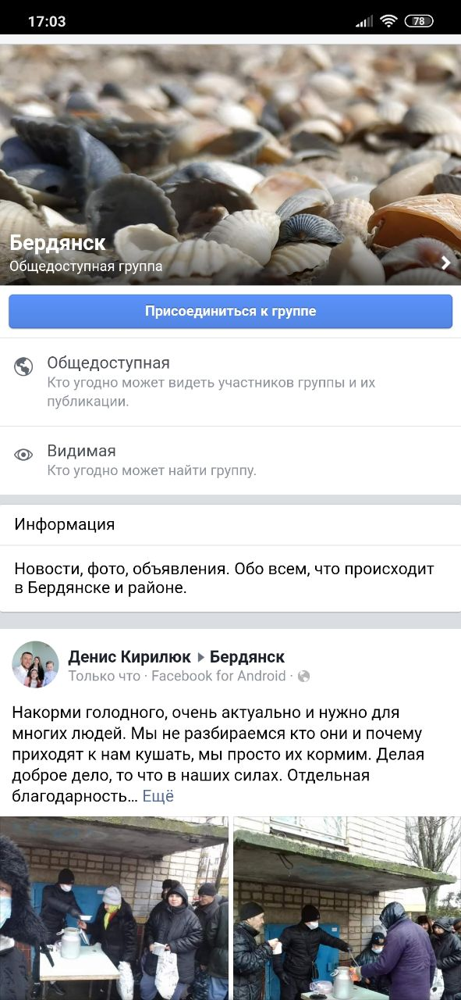 17:03
78
Бердянск
Общедоступная группа
Присоединиться к группе
Общедоступная
Кто угодно может видеть участников группы и их
публикации.
Видимая
Кто угодно может найти группу.
Информация
Новости, фото, объявления. Обо всем, что происходит
в Бердянске и районе.
Денис Кирилюк ▸ Бердянск
Только что · Facebook for Android ·
Накорми голодного, очень актуально и нужно для
многих людей. Мы не разбираемся кто они и почему
приходят к нам кушать, мы просто их кормим. Делая
доброе дело, то что в наших силах. Отдельная
благодарность... Ещё